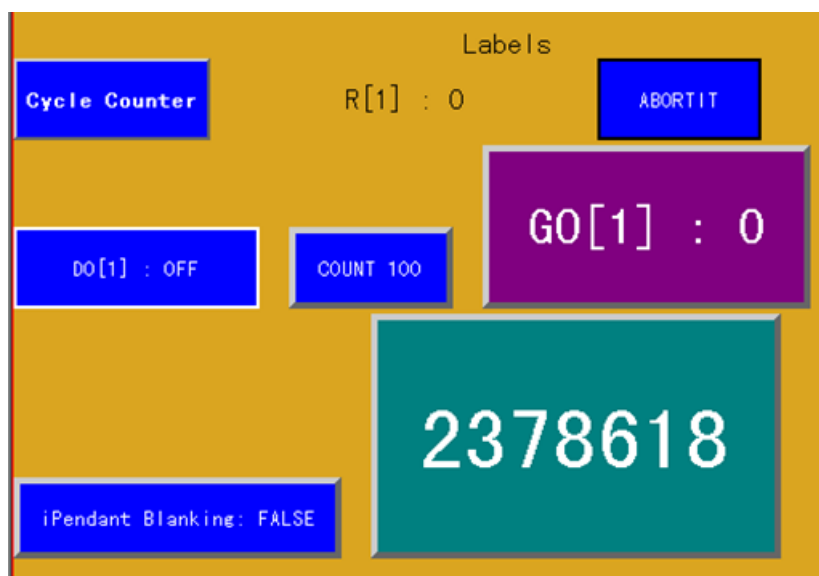 Labels
Cycle Counter
R[1] : 0
ABORTIT
GO[1] : 0
DO[1] : OFF
COUNT 100
2378618
iPendant Blanking: FALSE